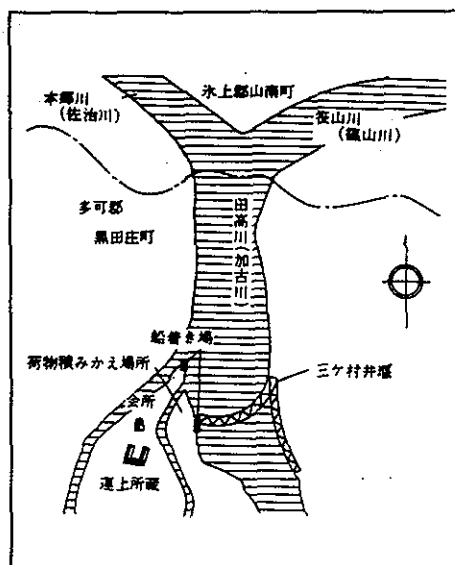 氷上郡山南町
本郷川
(佐治川)
笹山川
(篠山川)
多可郡
黒田庄町
田高川(加古川)
船着き場
荷物積みかえ場所
三ケ村井堰
会所
運上所蔵